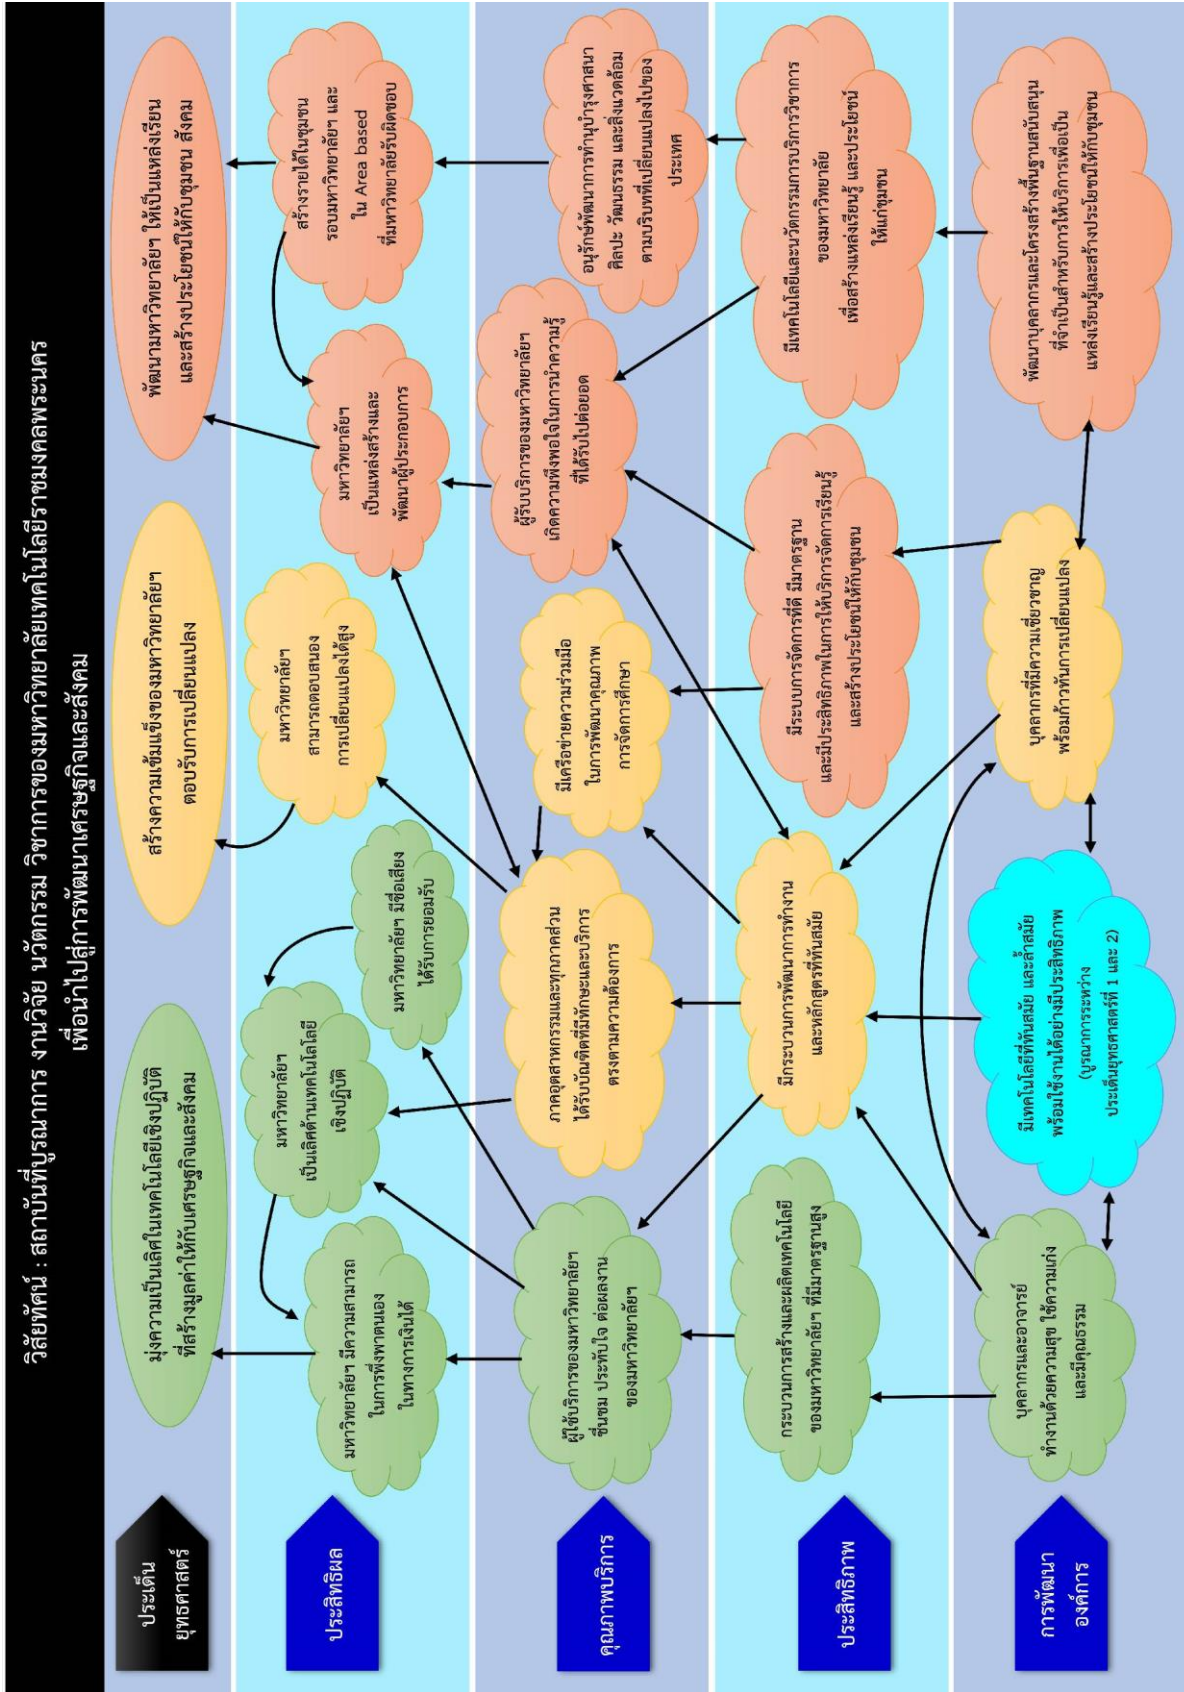 วิสัยทัศน์ : สถาบันที่บูรณาการ งานวิจัย นวัตกรรม วิชาการของมหาวิทยาลัยเทคโนโลยีราชมงคลพระนคร
เพื่อนำไปสู่การพัฒนาเศรษฐกิจและสังคม
ประเด็น
ยุทธศาสตร์
มุ่งความเป็นเลิศในเทคโนโลยีเชิงปฏิบัติ
ที่สร้างมูลค่าให้กับเศรษฐกิจและสังคม
สร้างความเข้มแข็งของมหาวิทยาลัยฯ
ตอบรับการเปลี่ยนแปลง
พัฒนามหาวิทยาลัยฯ ให้เป็นแหล่งเรียน
และสร้างประโยชน์ให้กับชุมชน สังคม
ประสิทธิผล
มหาวิทยาลัยฯ มีความสามารถ
ในการพึ่งพาตนเอง
ในทางการเงินได้
มหาวิทยาลัยฯ
เป็นเลิศด้านเทคโนโลโลยี
เชิงปฏิบัติ
มหาวิทยาลัยฯ มีชื่อเสียง
ได้รับการยอมรับ
มหาวิทยาลัยฯ
สามารถตอบสนอง
การเปลี่ยนแปลงได้สูง
มหาวิทยาลัยฯ
เป็นแหล่งสร้างและ
พัฒนาผู้ประกอบการ
สร้างรายได้ในชุมชน
รอบมหาวิทยาลัยฯ และ
ใน Area based
ที่มหาวิทยาลัยรับผิดชอบ
คุณภาพบริการ
ผู้ใช้บริการของมหาวิทยาลัยฯ
ชื่นชม ประทับใจ ต่อผลงาน
ของมหาวิทยาลัยฯ
ภาคอุตสาหกรรมและทุกภาคส่วน
ได้รับบัณฑิตที่มีทักษะและบริการ
ตรงตามความต้องการ
มีเครือข่ายความร่วมมือ
ในการพัฒนาคุณภาพ
การจัดการศึกษา
ผู้รับบริการของมหาวิทยาลัยฯ
เกิดความพึงพอใจในการนำความรู้
ที่ได้รับไปต่อยอด
อนุรักษ์พัฒนาการทำนุบำรุงศาสนา
ศิลปะ วัฒนธรรม และสิ่งแวดล้อม
ตามบริบทที่เปลี่ยนแปลงไปของ
ประเทศ
ประสิทธิภาพ
กระบวนการสร้างและผลิตเทคโนโลยี
ของมหาวิทยาลัยฯ ที่มีมาตรฐานสูง
มีกระบวนการพัฒนาการทำงาน
และหลักสูตรที่ทันสมัย
มีระบบการจัดการที่ดี มีมาตรฐาน
และมีประสิทธิภาพในการให้บริการจัดการเรียนรู้
และสร้างประโยชน์ให้กับชุมชน
มีเทคโนโลยีและนวัตกรรมการบริการวิชาการ
ของมหาวิทยาลัย
เพื่อสร้างแหล่งเรียนรู้ และประโยชน์
ให้แก่ชุมชน
การพัฒนา
องค์การ
บุคลากรและอาจารย์
ทำงานด้วยความสุข ใช้ความเก่ง
และมีคุณธรรม
มีเทคโนโลยีที่ทันสมัย และล้ำสมัย
พร้อมใช้งานได้อย่างมีประสิทธิภาพ
(บูรณาการระหว่าง
ประเด็นยุทธศาสตร์ที่ 1 และ 2)
บุคลากรที่มีความเชี่ยวชาญ
พร้อมก้าวทันการเปลี่ยนแปลง
พัฒนาบุคลากรและโครงสร้างพื้นฐานสนับสนุน
ที่จำเป็นสำหรับการให้บริการเพื่อเป็น
แหล่งเรียนรู้และสร้างประโยชน์ให้กับชุมชน